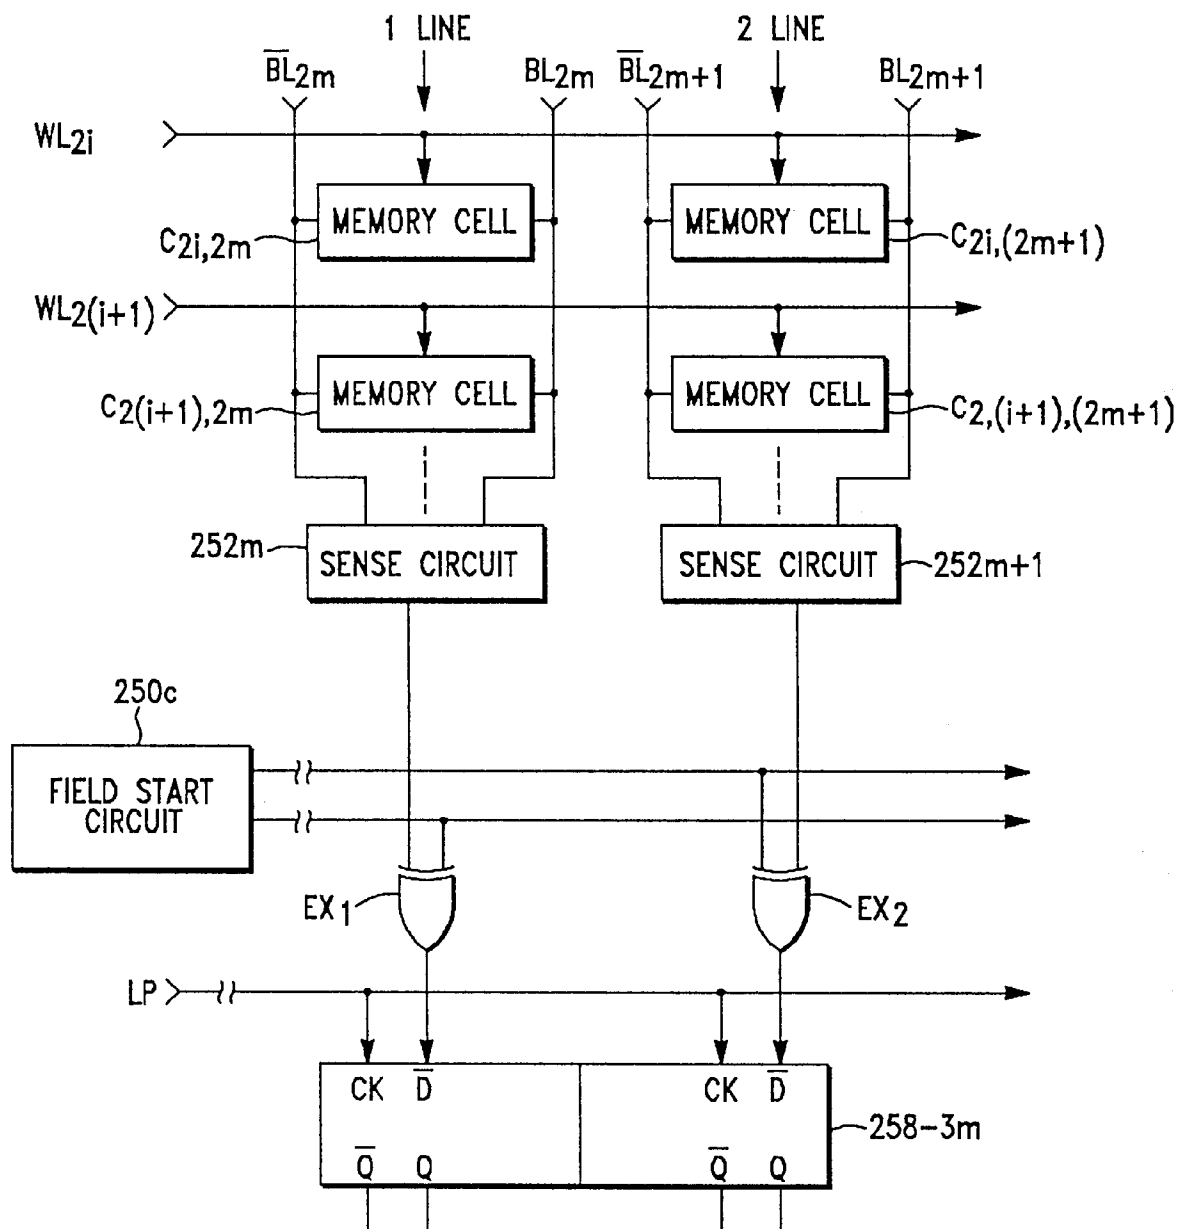 1 LINE 2 LINE
B̅L̅2m BL2m B̅L̅2m+1 BL2m+1
WL2i
MEMORY CELL MEMORY CELL
C2i,2m C2i,(2m+1)
WL2(i+1)
MEMORY CELL MEMORY CELL
C2(i+1),2m C2,(i+1),(2m+1)
252m SENSE CIRCUIT SENSE CIRCUIT 252m+1
250c
FIELD START
CIRCUIT
EX1 EX2
LP
CK D̅ CK D̅
258-3m
Q̅ Q Q̅ Q